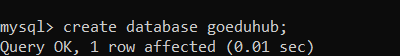 mysql> create database goeduhub;
Query OK, 1 row affected (0.01 sec)